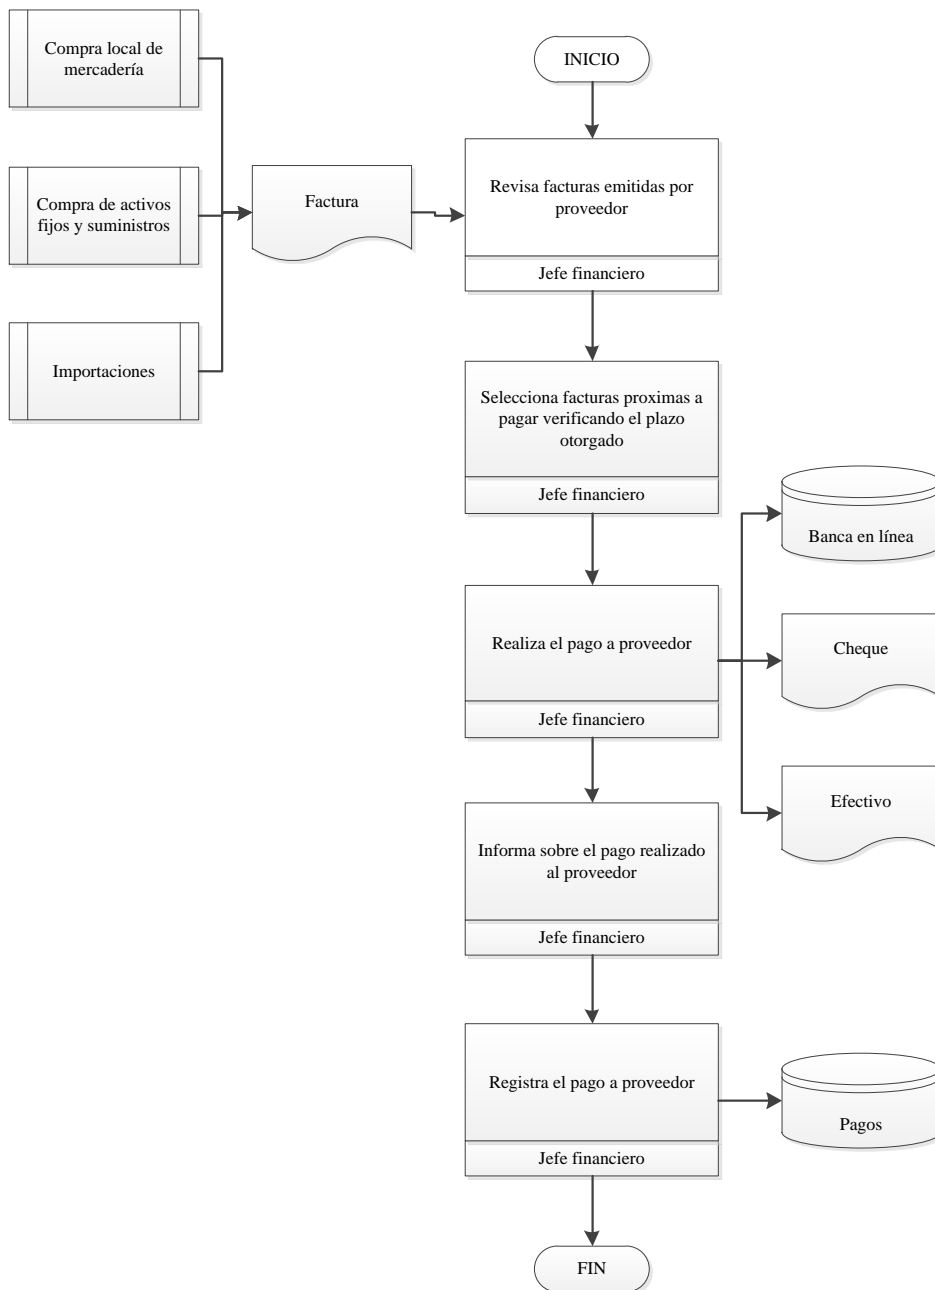 Compra local de
mercadería
INICIO
Revisa facturas emitidas por
proveedor
Compra de activos
fijos y suministros
Factura
Jefe financiero
Importaciones
Selecciona facturas proximas a
pagar verificando el plazo
otorgado
Jefe financiero
Banca en línea
Realiza el pago a proveedor
Cheque
Jefe financiero
Efectivo
Informa sobre el pago realizado
al proveedor
Jefe financiero
Registra el pago a proveedor
Pagos
Jefe financiero
FIN